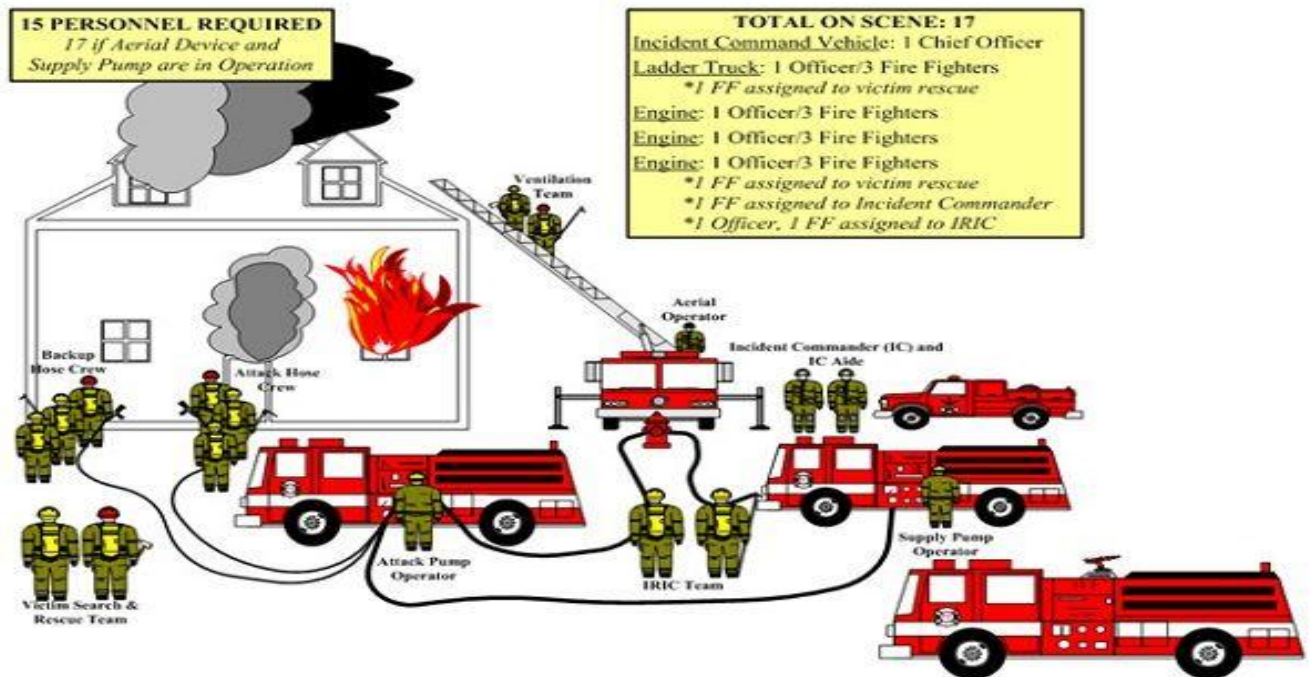 15 PERSONNEL REQUIRED
17 if Aerial Device and
Supply Pump are in Operation
TOTAL ON SCENE: 17
Incident Command Vehicle: 1 Chief Officer
Ladder Truck: 1 Officer/3 Fire Fighters
*1 FF assigned to victim rescue
Engine: 1 Officer/3 Fire Fighters
Engine: 1 Officer/3 Fire Fighters
Engine: 1 Officer/3 Fire Fighters
*1 FF assigned to victim rescue
*1 FF assigned to Incident Commander
*1 Officer, 1 FF assigned to IRIC
Ventilation
Team
Aerial
Operator
Incident Commander (IC) and
IC Aide
Backup
Hose Crew
Attack Hose
Crew
Attack Pump
Operator
IRIC Team
Supply Pump
Operator
Victim Search &
Rescue Team